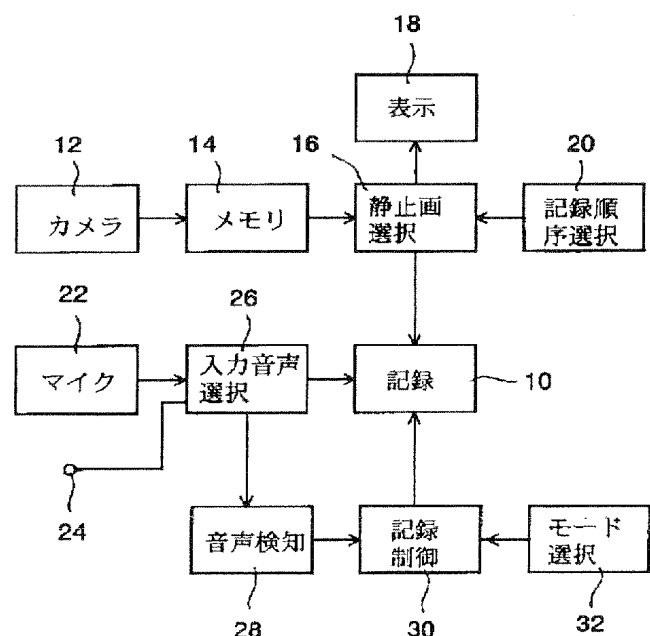 18
表示
12
14
16
20
カメラ
メモリ
静止画
選択
記録順
序選択
22
26
マイク
入力音声
選択
記録
10
24
音声検知
記録
制御
モード
選択
28
30
32